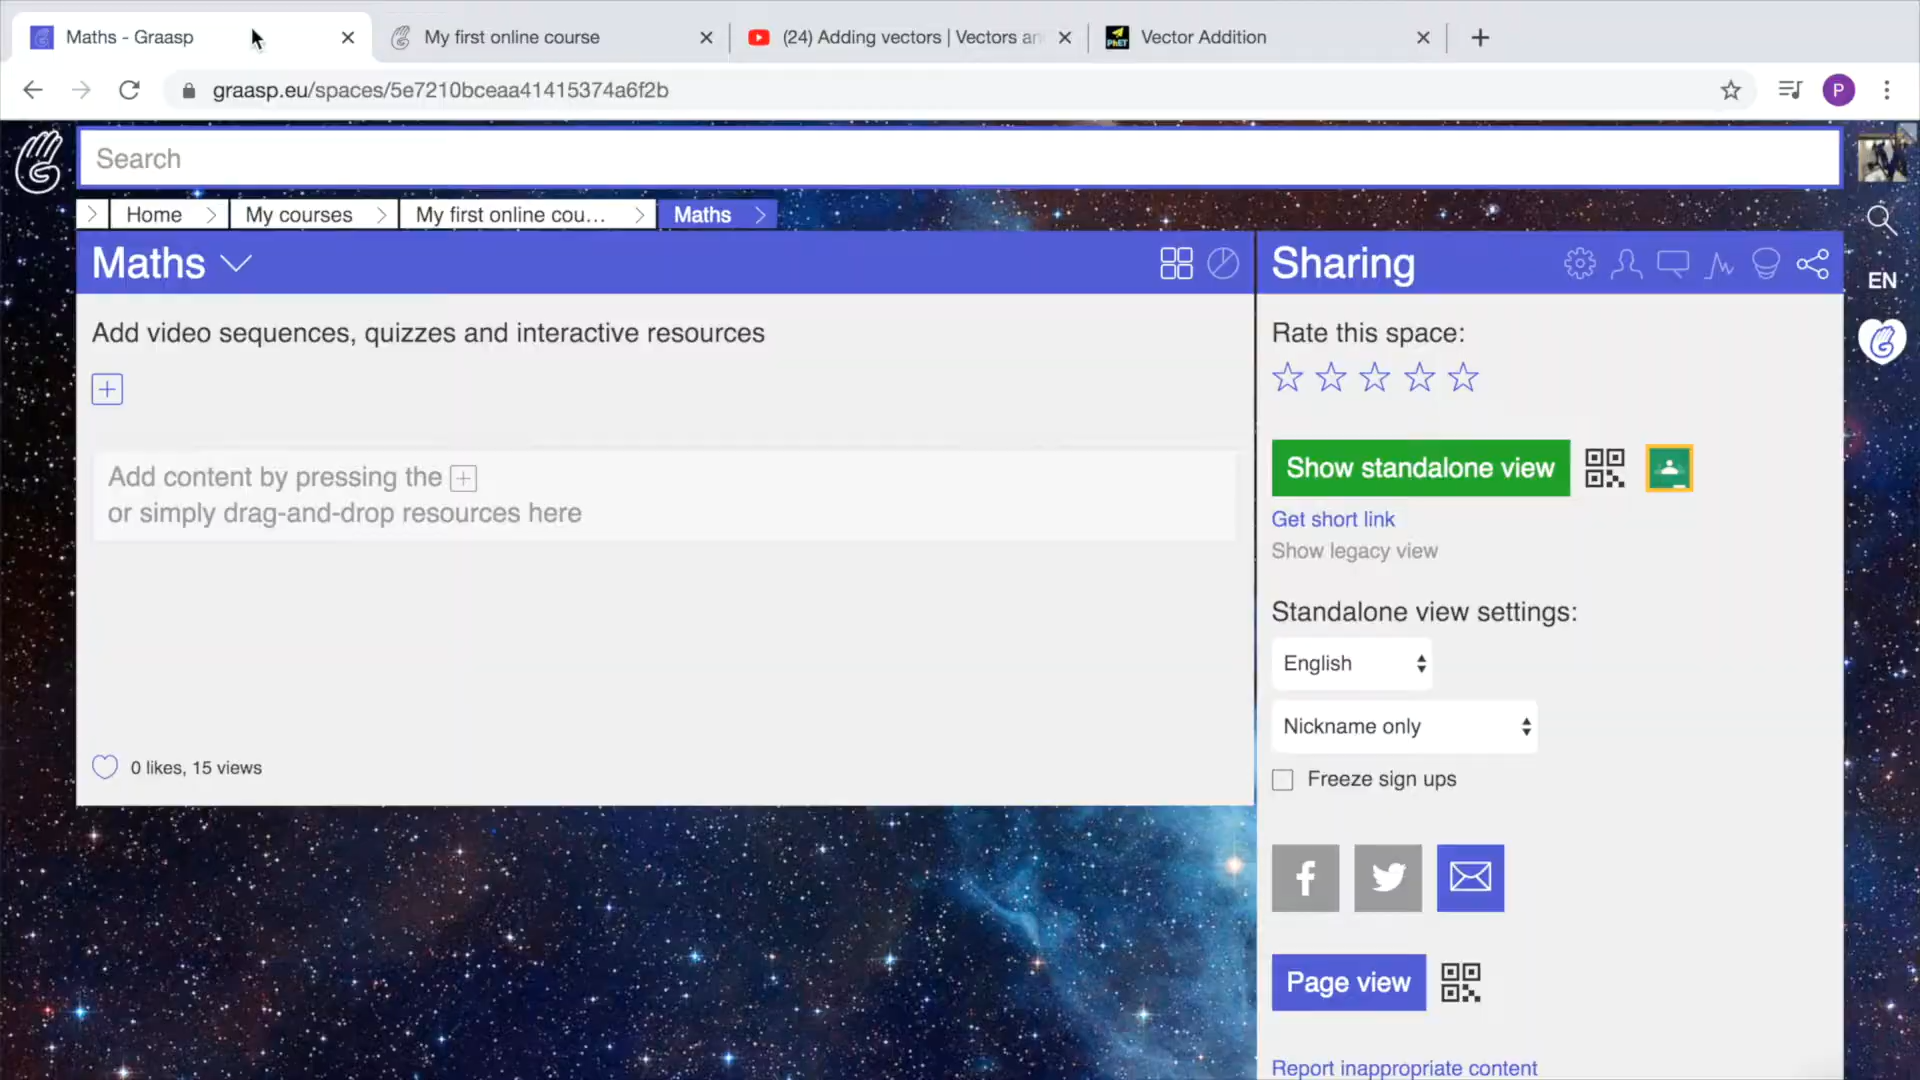 Maths - Graasp
My first online course
(24) Adding vectors | Vectors an
PhET
Vector Addition
graasp.eu/spaces/5e7210bceaa41415374a6f2b
P
Search
Home
My courses
My first online cou...
Maths
Maths
Sharing
EN
Add video sequences, quizzes and interactive resources
Rate this space:
Add content by pressing the
or simply drag-and-drop resources here
Show standalone view
Get short link
Show legacy view
Standalone view settings:
English
Nickname only
0 likes, 15 views
Freeze sign ups
Page view
Report inappropriate content